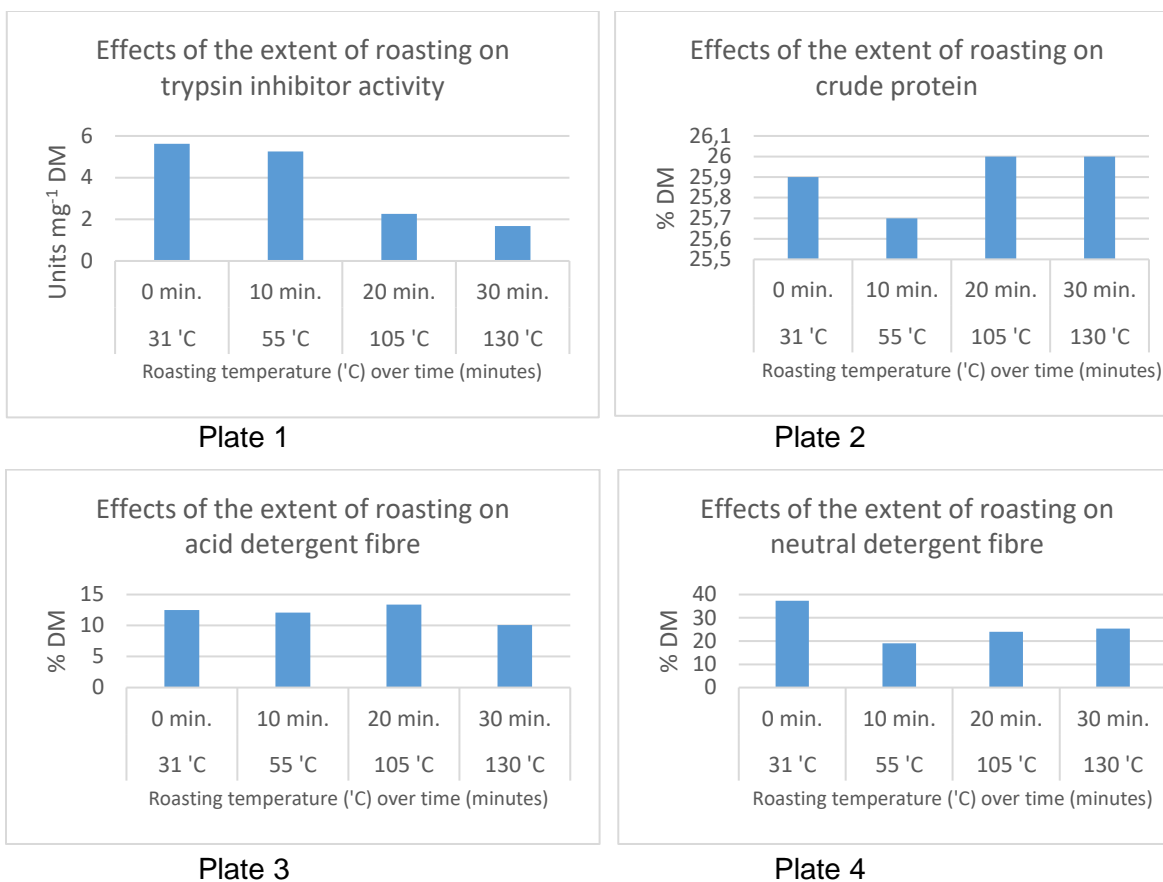 Effects of the extent of roasting on
trypsin inhibitor activity
Units mg⁻¹ DM
6
4
2
0
0 min. 10 min. 20 min. 30 min.
31 'C 55 'C 105 'C 130 'C
Roasting temperature ('C) over time (minutes)
Plate 1
Effects of the extent of roasting on
crude protein
% DM
26,1
26
25,9
25,8
25,7
25,6
25,5
0 min. 10 min. 20 min. 30 min.
31 'C 55 'C 105 'C 130 'C
Roasting temperature ('C) over time (minutes)
Plate 2
Effects of the extent of roasting on
acid detergent fibre
% DM
15
10
5
0
0 min. 10 min. 20 min. 30 min.
31 'C 55 'C 105 'C 130 'C
Roasting temperature ('C) over time (minutes)
Plate 3
Effects of the extent of roasting on
neutral detergent fibre
% DM
40
30
20
10
0
0 min. 10 min. 20 min. 30 min.
31 'C 55 'C 105 'C 130 'C
Roasting temperature ('C) over time (minutes)
Plate 4